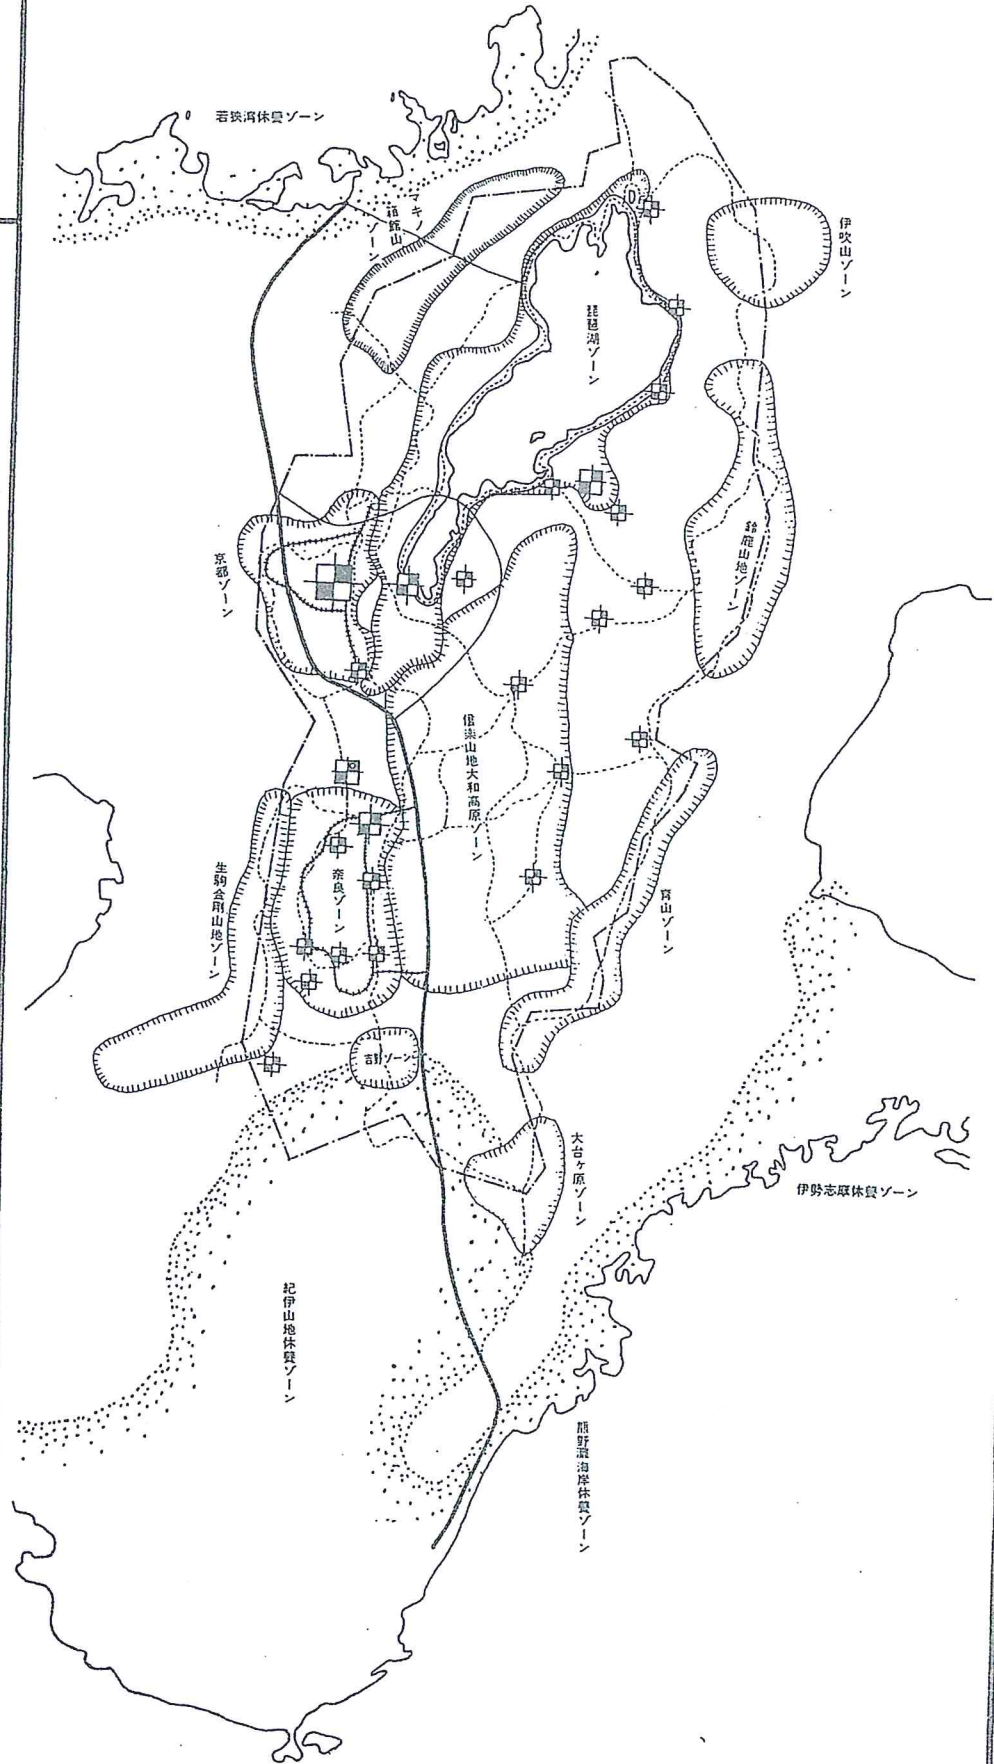 若狭湾休養ゾーン
マキノ
箱館山
ゾーン
伊吹山ゾーン
琵琶湖ゾーン
鈴鹿山地ゾーン
京都ゾーン
信楽山地大和高原ゾーン
奈良ゾーン
生駒金剛山地ゾーン
青山ゾーン
吉野ゾーン
大台ヶ原ゾーン
伊勢志摩休養ゾーン
紀伊山地休養ゾーン
熊野灘海岸休養ゾーン